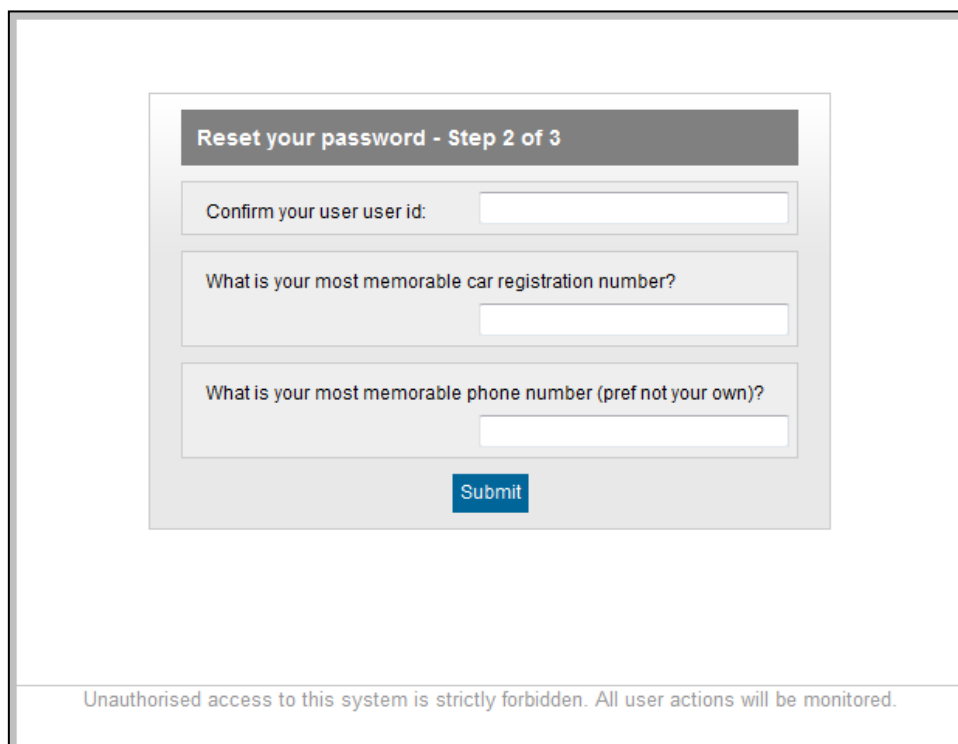 Reset your password - Step 2 of 3
Confirm your user user id:
What is your most memorable car registration number?
What is your most memorable phone number (pref not your own)?
Submit
Unauthorised access to this system is strictly forbidden. All user actions will be monitored.